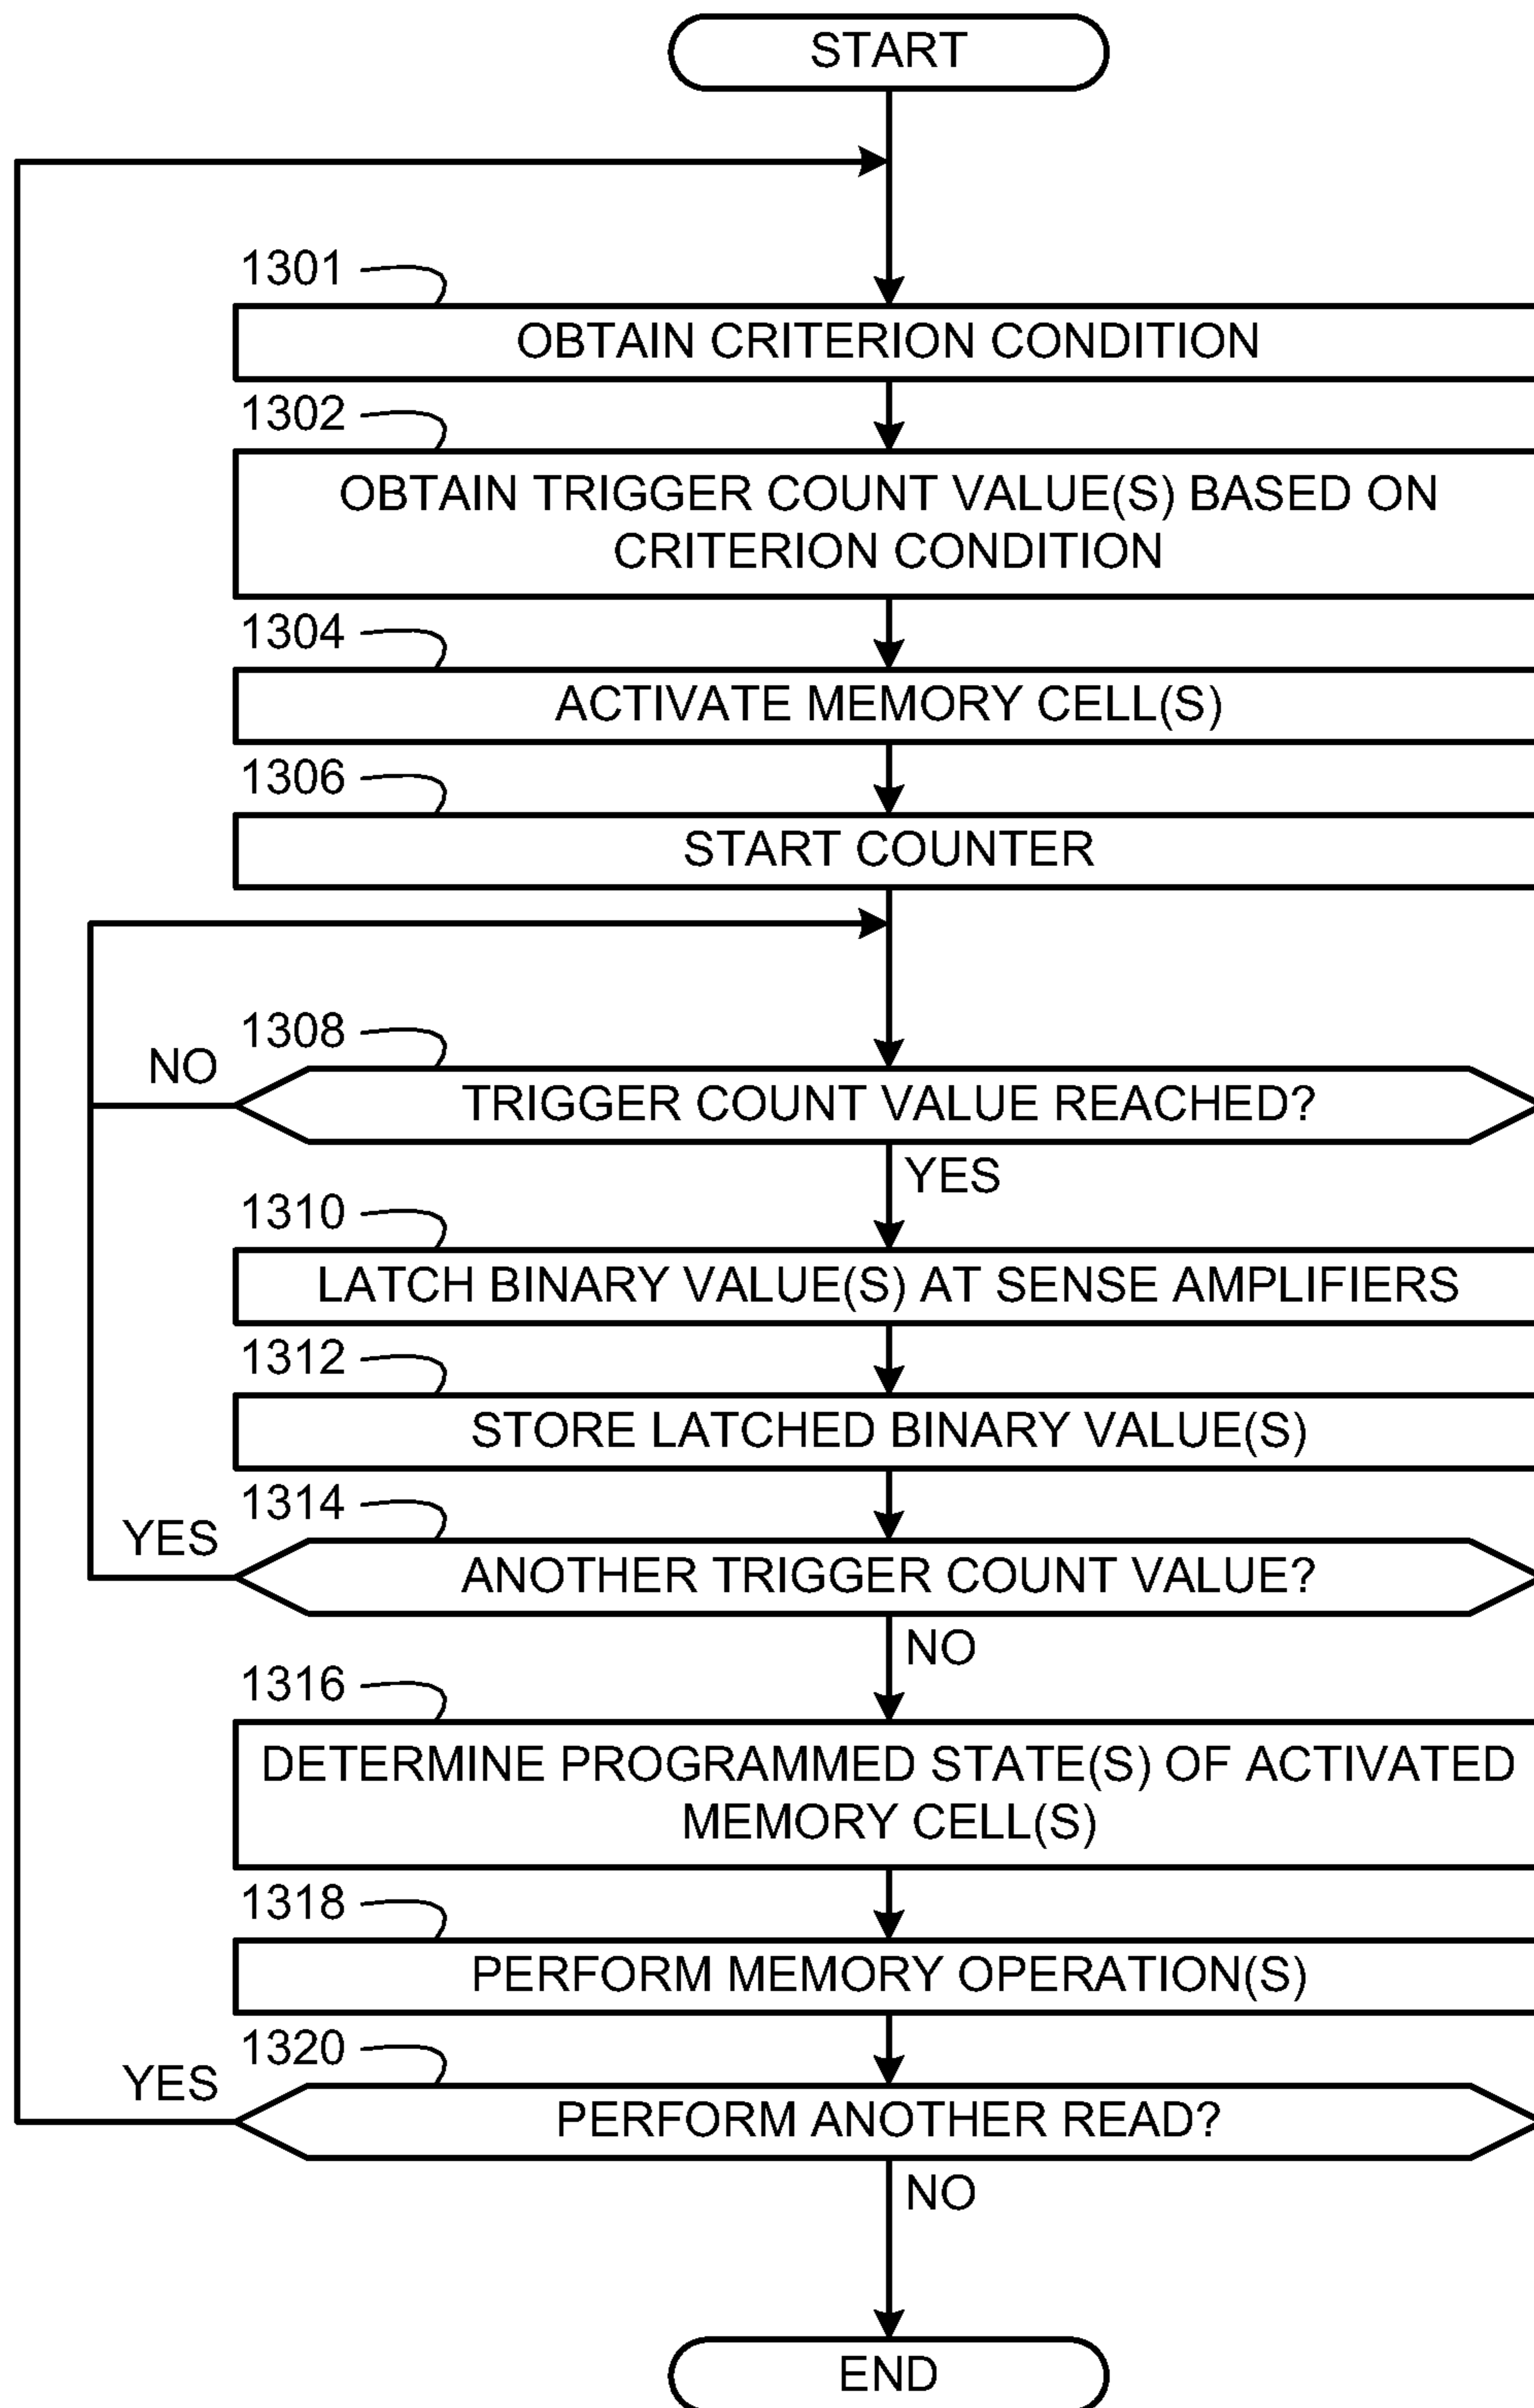 START
1301
OBTAIN CRITERION CONDITION
1302
OBTAIN TRIGGER COUNT VALUE(S) BASED ON
CRITERION CONDITION
1304
ACTIVATE MEMORY CELL(S)
1306
START COUNTER
1308
NO
TRIGGER COUNT VALUE REACHED?
YES
1310
LATCH BINARY VALUE(S) AT SENSE AMPLIFIERS
1312
STORE LATCHED BINARY VALUE(S)
1314
YES
ANOTHER TRIGGER COUNT VALUE?
NO
1316
DETERMINE PROGRAMMED STATE(S) OF ACTIVATED
MEMORY CELL(S)
1318
PERFORM MEMORY OPERATION(S)
1320
YES
PERFORM ANOTHER READ?
NO
END